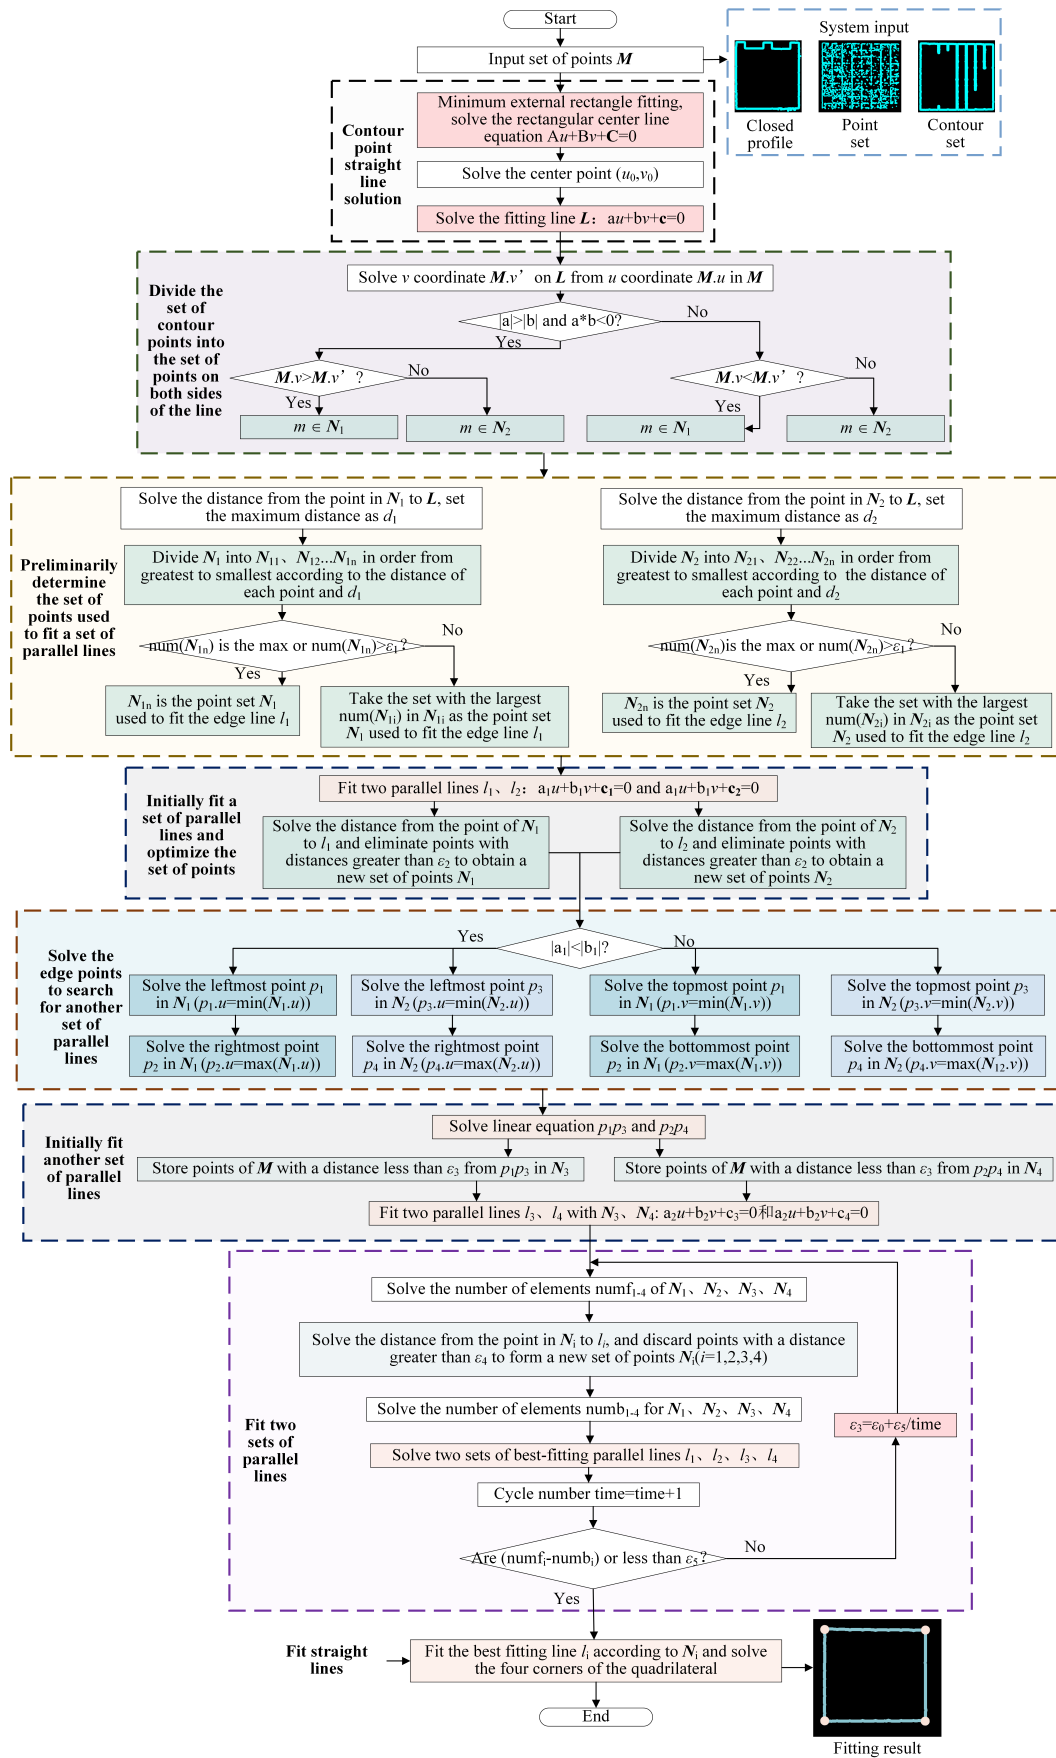 Start
Input set of points M
System input
Closed
profile
Point
set
Contour
set
Contour
point
straight
line
solution
Minimum external rectangle fitting,
solve the rectangular center line
equation Au+Bv+C=0
Solve the center point (u₀,v₀)
Solve the fitting line L：au+bv+c=0
Divide the
set of
contour
points into
the set of
points on
both sides
of the line
Solve v coordinate M.v’ on L from u coordinate M.u in M
|a|>|b| and a*b<0?
No
Yes
M.v>M.v’ ?
No
Yes
m ∈ N₁
m ∈ N₂
M.v<M.v’ ?
No
Yes
m ∈ N₁
m ∈ N₂
Preliminarily
determine
the set of
points used
to fit a set of
parallel lines
Solve the distance from the point in N₁ to L, set
the maximum distance as d₁
Divide N₁ into N₁₁、N₁₂...N₁ₙ in order from
greatest to smallest according to the distance of
each point and d₁
num(N₁ₙ) is the max or num(N₁ₙ)>ε₁?
No
Yes
N₁ₙ is the point set N₁
used to fit the edge line l₁
Take the set with the largest
num(N₁ᵢ) in N₁ᵢ as the point set
N₁ used to fit the edge line l₁
Solve the distance from the point in N₂ to L, set
the maximum distance as d₂
Divide N₂ into N₂₁、N₂₂...N₂ₙ in order from
greatest to smallest according to the distance of
each point and d₂
num(N₂ₙ)is the max or num(N₂ₙ)>ε₁?
No
Yes
N₂ₙ is the point set N₂
used to fit the edge line l₂
Take the set with the largest
num(N₂ᵢ) in N₂ᵢ as the point set
N₂ used to fit the edge line l₂
Initially fit a
set of parallel
lines and
optimize the
set of points
Fit two parallel lines l₁、l₂：a₁u+b₁v+c₁=0 and a₁u+b₁v+c₂=0
Solve the distance from the point of N₁
to l₁ and eliminate points with
distances greater than ε₂ to obtain a
new set of points N₁
Solve the distance from the point of N₂
to l₂ and eliminate points with
distances greater than ε₂ to obtain a
new set of points N₂
Solve the
edge points
to search
for another
set of
parallel
lines
|a₁|<|b₁|?
Yes
No
Solve the leftmost point p₁
in N₁ (p₁.u=min(N₁.u))
Solve the leftmost point p₃
in N₂ (p₃.u=min(N₂.u))
Solve the topmost point p₁
in N₁ (p₁.v=min(N₁.v))
Solve the topmost point p₃
in N₂ (p₃.v=min(N₂.v))
Solve the rightmost point
p₂ in N₁ (p₂.u=max(N₁.u))
Solve the rightmost point
p₄ in N₂ (p₄.u=max(N₂.u))
Solve the bottommost point
p₂ in N₁ (p₂.v=max(N₁.v))
Solve the bottommost point
p₄ in N₂ (p₄.v=max(N₁₂.v))
Initially fit
another set
of parallel
lines
Solve linear equation p₁p₃ and p₂p₄
Store points of M with a distance less than ε₃ from p₁p₃ in N₃
Store points of M with a distance less than ε₃ from p₂p₄ in N₄
Fit two parallel lines l₃、l₄ with N₃、N₄: a₂u+b₂v+c₃=0和a₂u+b₂v+c₄=0
Fit two
sets of
parallel
lines
Solve the number of elements numf₁₋₄ of N₁、N₂、N₃、N₄
Solve the distance from the point in Nᵢ to lᵢ, and discard points with a distance
greater than ε₄ to form a new set of points Nᵢ(i=1,2,3,4)
Solve the number of elements numb₁₋₄ for N₁、N₂、N₃、N₄
ε₃=ε₀+ε₅/time
Solve two sets of best-fitting parallel lines l₁、l₂、l₃、l₄
Cycle number time=time+1
Are (numfᵢ-numbᵢ) or less than ε₅?
No
Yes
Fit straight
lines
Fit the best fitting line lᵢ according to Nᵢ and solve
the four corners of the quadrilateral
End
Fitting result